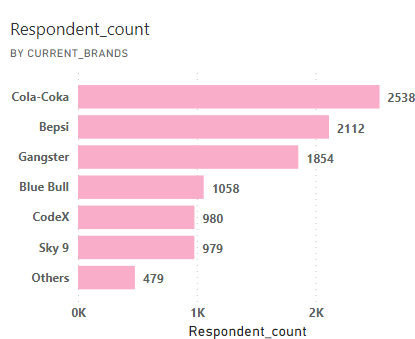 Respondent_count
BY CURRENT_BRANDS
Cola-Coka 2538
Bepsi 2112
Gangster 1854
Blue Bull 1058
CodeX 980
Sky 9 979
Others 479
0K 1K 2K
Respondent_count